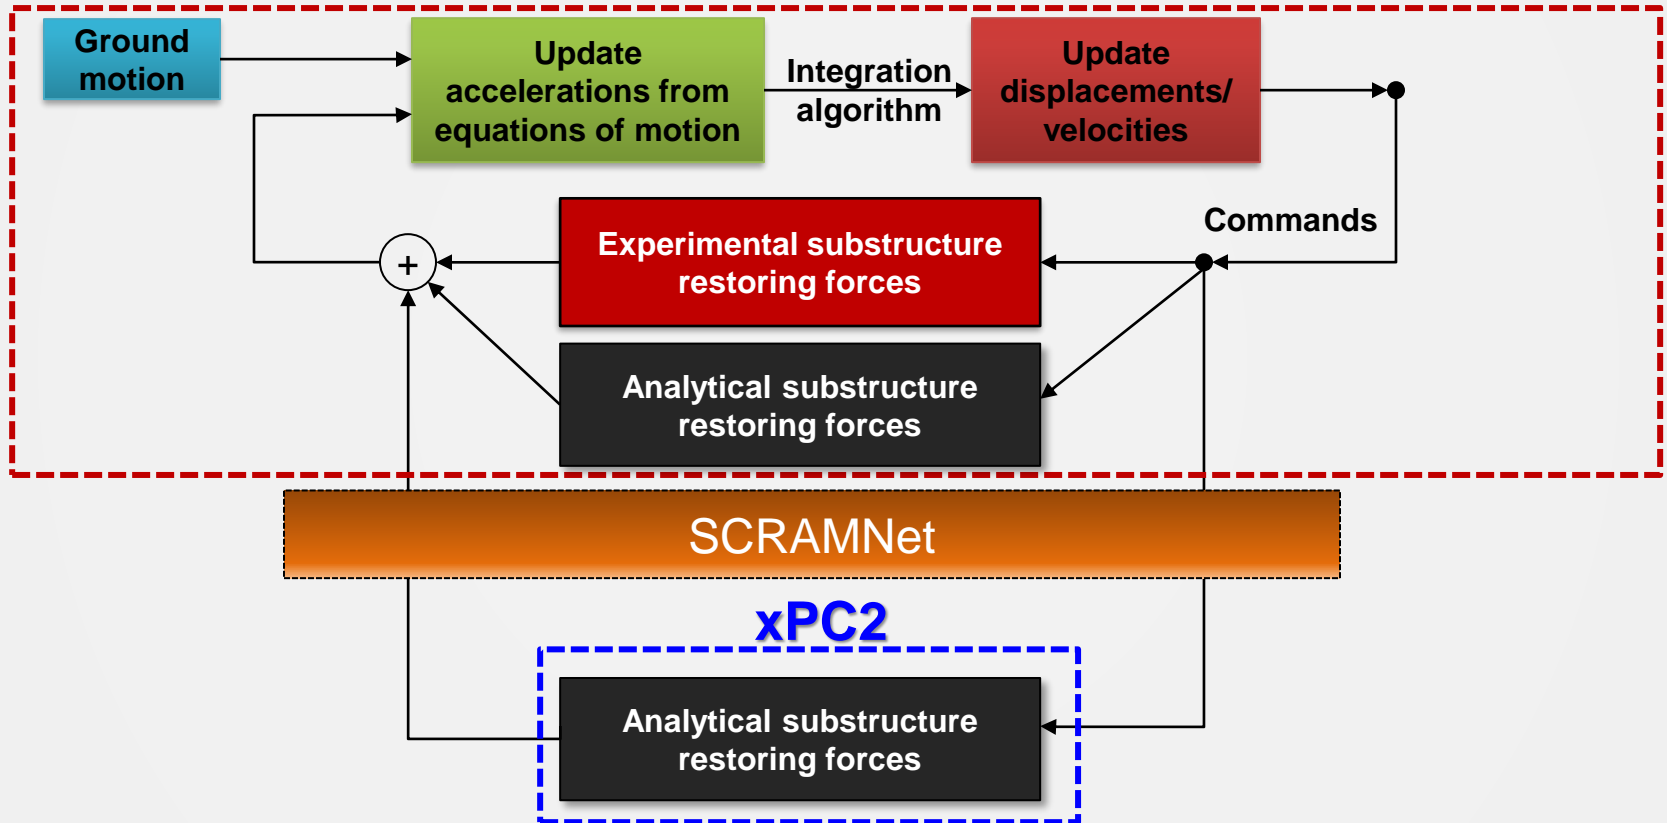 Ground
motion
Update
accelerations from
equations of motion
Integration
algorithm
Update
displacements/
velocities
Commands
Experimental substructure
restoring forces
+
Analytical substructure
restoring forces
SCRAMNet
xPC2
Analytical substructure
restoring forces